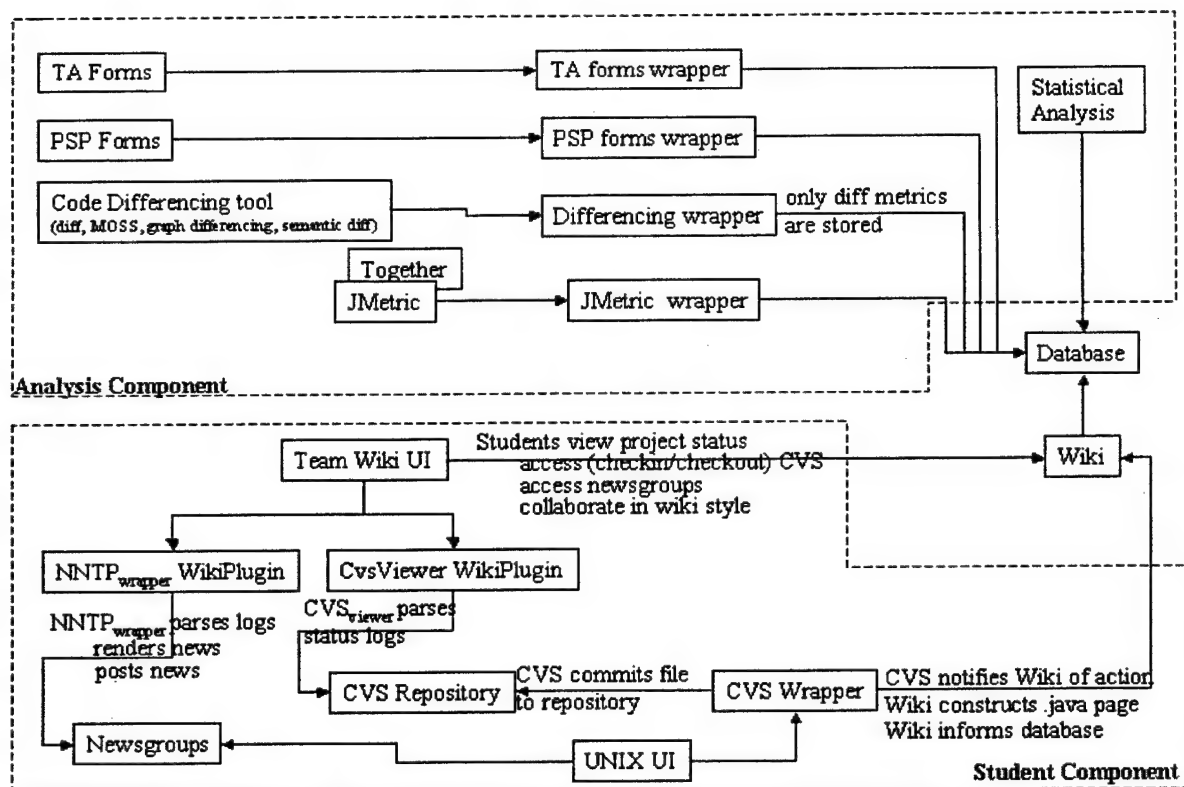 TA Forms
TA forms wrapper
Statistical
Analysis
PSP Forms
PSP forms wrapper
Code Differencing tool
(diff, MOSS, graph differencing, semantic diff)
Differencing wrapper
only diff metrics
are stored
Together
JMetric
JMetric wrapper
Database
Analysis Component
Team Wiki UI
Students view project status
access (checkin/checkout) CVS
access newsgroups
collaborate in wiki style
Wiki
NNTPwrapper WikiPlugin
CvsViewer WikiPlugin
NNTPwrapper parses logs
renders news
posts news
CVSviewer parses
status logs
CVS Repository
CVS commits file
to repository
CVS Wrapper
CVS notifies Wiki of action
Wiki constructs .java page
Wiki informs database
Newsgroups
UNIX UI
Student Component